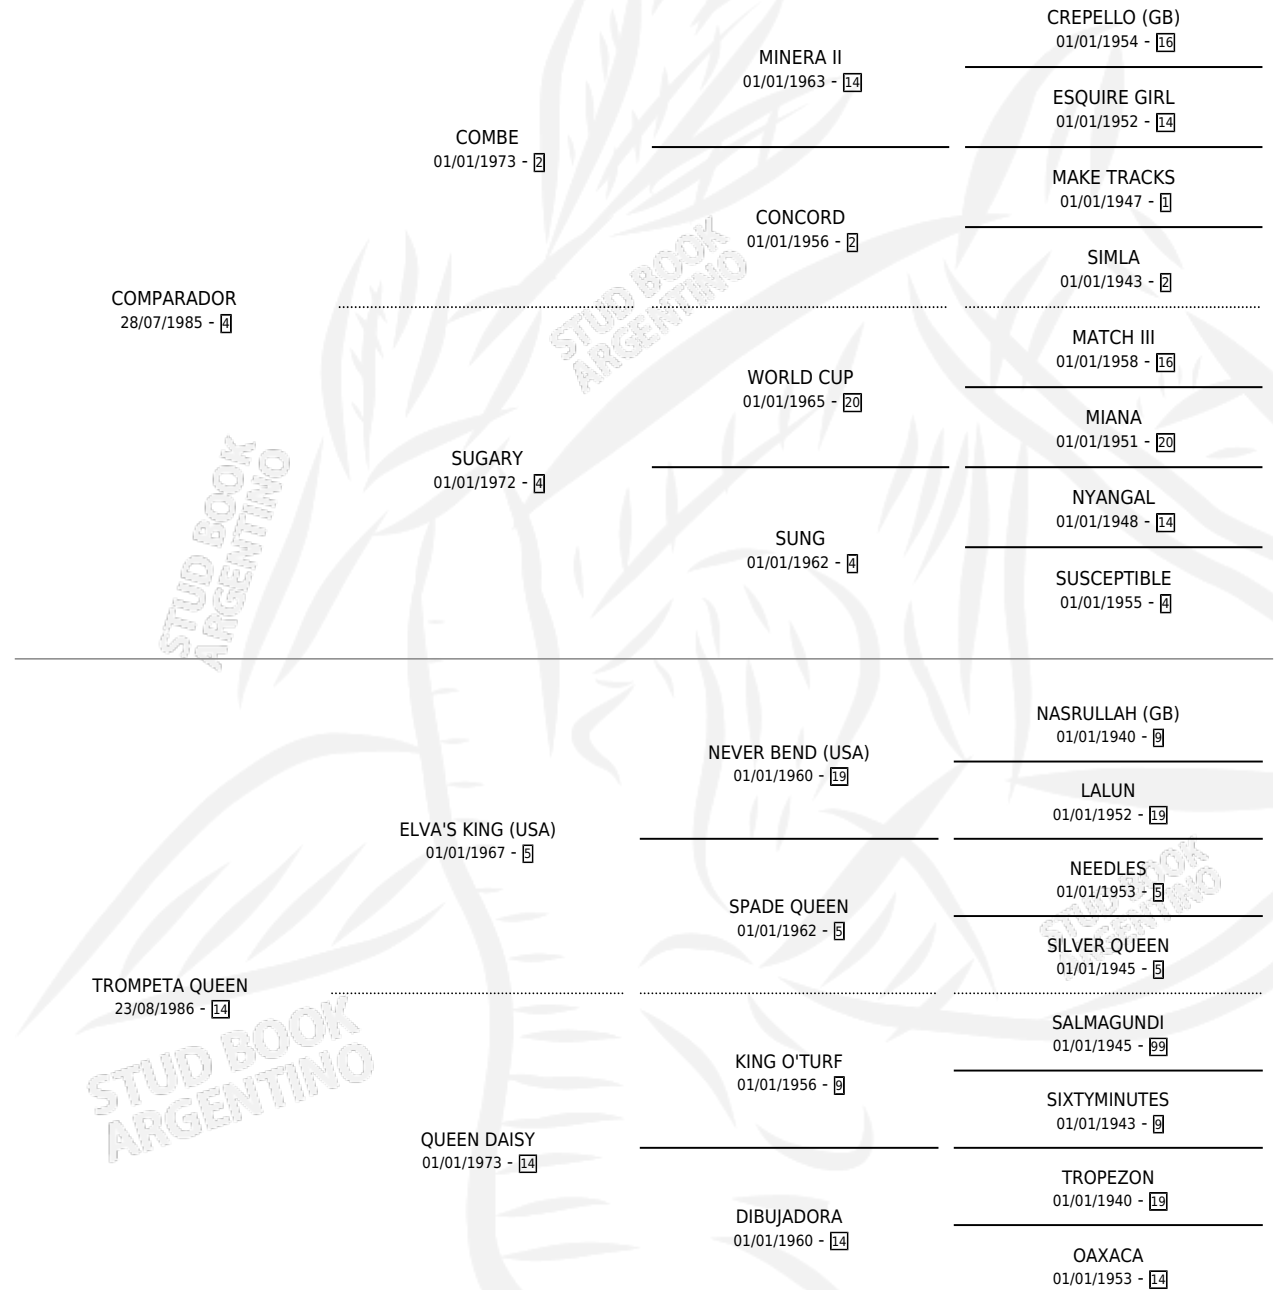 CREPELLO (GB)
01/01/1954 - 16
MINERA II
01/01/1963 - 14
ESQUIRE GIRL
01/01/1952 - 14
COMBE
01/01/1973 - 2
MAKE TRACKS
01/01/1947 - 1
CONCORD
01/01/1956 - 2
SIMLA
01/01/1943 - 2
COMPARADOR
28/07/1985 - 4
STUD BOOK
ARGENTINO
MATCH III
01/01/1958 - 16
WORLD CUP
01/01/1965 - 20
MIANA
01/01/1951 - 20
SUGARY
01/01/1972 - 4
NYANGAL
01/01/1948 - 14
SUNG
01/01/1962 - 4
SUSCEPTIBLE
01/01/1955 - 4
STUD BOOK
ARGENTINO
NASRULLAH (GB)
01/01/1940 - 9
NEVER BEND (USA)
01/01/1960 - 19
LALUN
01/01/1952 - 19
ELVA'S KING (USA)
01/01/1967 - 5
NEEDLES
01/01/1953 - 5
SPADE QUEEN
01/01/1962 - 5
SILVER QUEEN
01/01/1945 - 5
STUD BOOK
ARGENTINO
TROMPETA QUEEN
23/08/1986 - 14
SALMAGUNDI
01/01/1945 - 99
KING O'TURF
01/01/1956 - 9
SIXTYMINUTES
01/01/1943 - 9
STUD BOOK
ARGENTINO
QUEEN DAISY
01/01/1973 - 14
TROPEZON
01/01/1940 - 19
DIBUJADORA
01/01/1960 - 14
OAXACA
01/01/1953 - 14